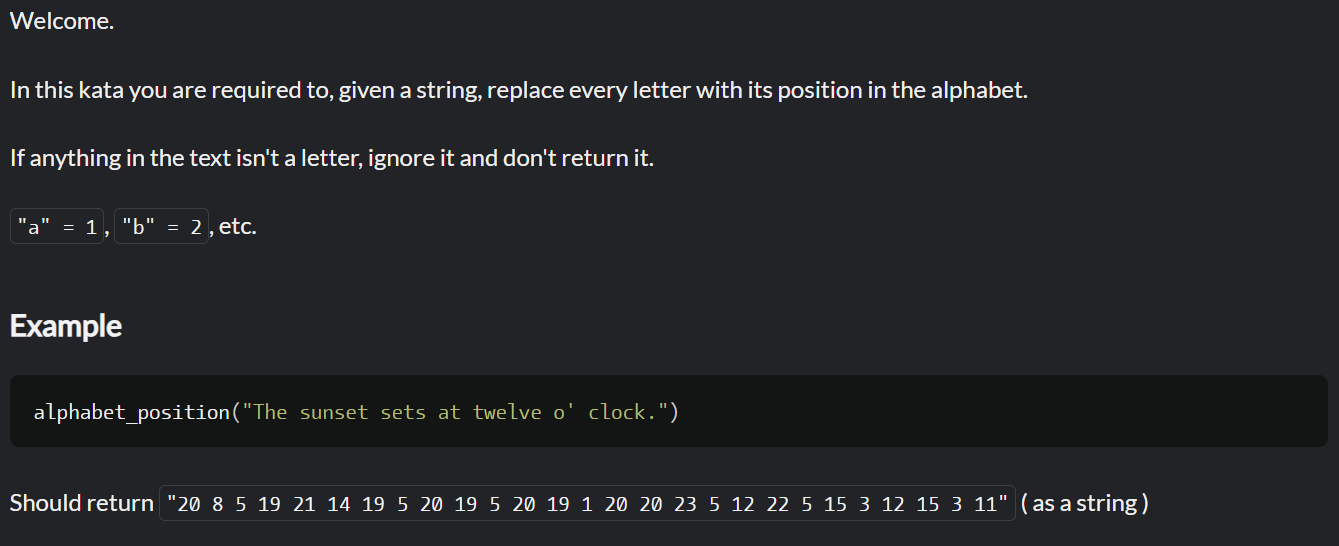 Welcome.
In this kata you are required to, given a string, replace every letter with its position in the alphabet.
If anything in the text isn't a letter, ignore it and don't return it.
"a" = 1, "b" = 2, etc.
Example
alphabet_position("The sunset sets at twelve o' clock.")
Should return "20 8 5 19 21 14 19 5 20 19 5 20 19 1 20 20 23 5 12 22 5 15 3 12 15 3 11" ( as a string )